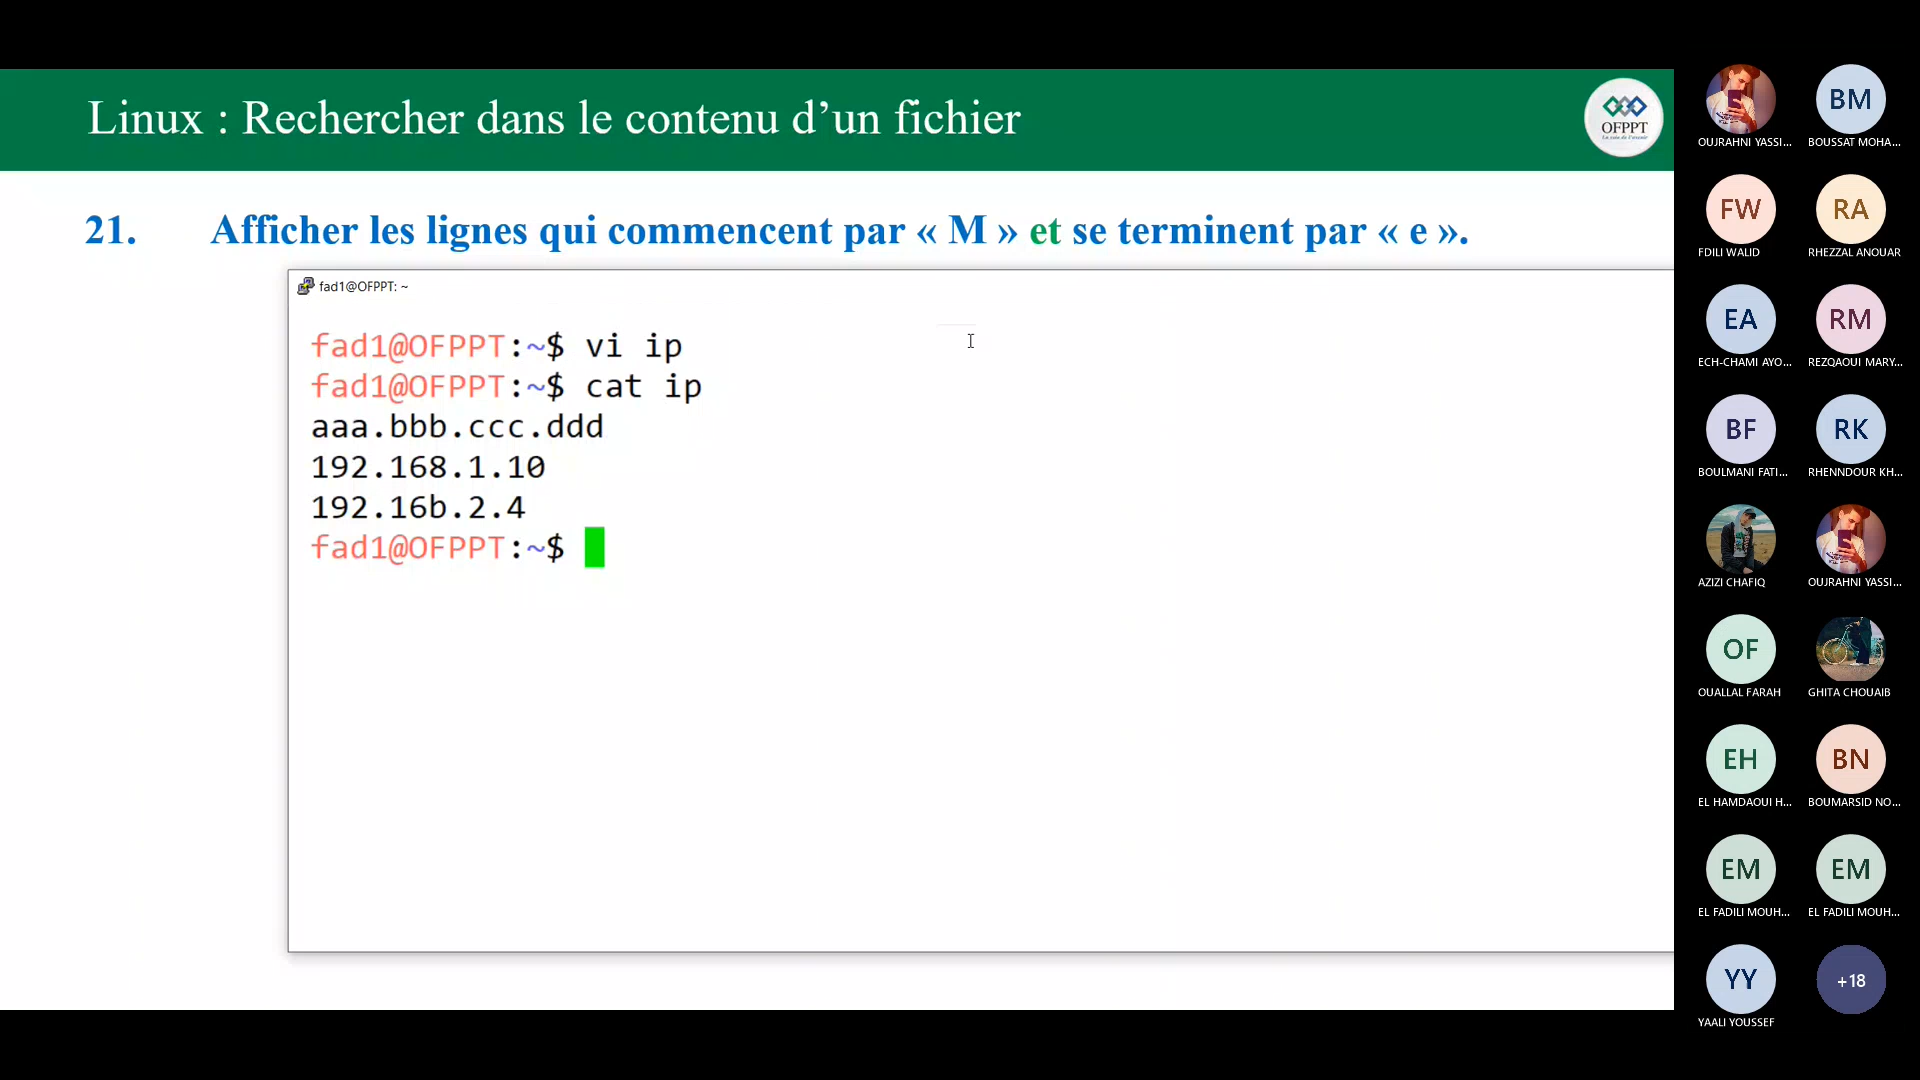 Linux : Rechercher dans le contenu d’un fichier
OFPPT
21. Afficher les lignes qui commencent par « M » et se terminent par « e ».
fad1@OFPPT: ~
fad1@OFPPT:~$ vi ip
fad1@OFPPT:~$ cat ip
aaa.bbb.ccc.ddd
192.168.1.10
192.16b.2.4
fad1@OFPPT:~$
OUJRAHNI YASSI...
BM
BOUSSAT MOHA...
FW
FDILI WALID
RA
RHEZZAL ANOUAR
EA
ECH-CHAMI AYO...
RM
REZQAOUI MARY...
BF
BOULMANI FATI...
RK
RHENNDOUR KH...
AZIZI CHAFIQ
OUJRAHNI YASSI...
OF
OUALLAL FARAH
GHITA CHOUAIB
EH
EL HAMDAOUI H...
BN
BOUMARSID NO...
EM
EL FADILI MOUH...
EM
EL FADILI MOUH...
YY
YAALI YOUSSEF
+18